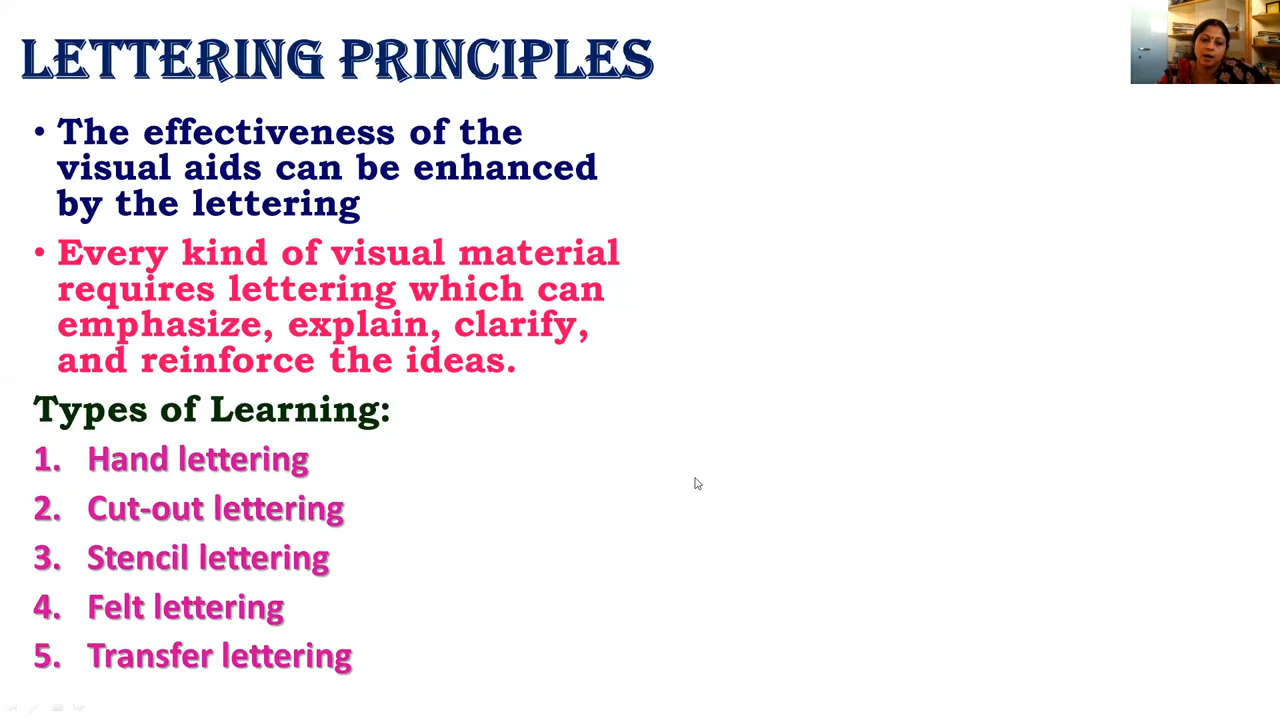 LETTERING PRINCIPLES
• The effectiveness of the
visual aids can be enhanced
by the lettering
• Every kind of visual material
requires lettering which can
emphasize, explain, clarify,
and reinforce the ideas.
Types of Learning:
1. Hand lettering
2. Cut-out lettering
3. Stencil lettering
4. Felt lettering
5. Transfer lettering